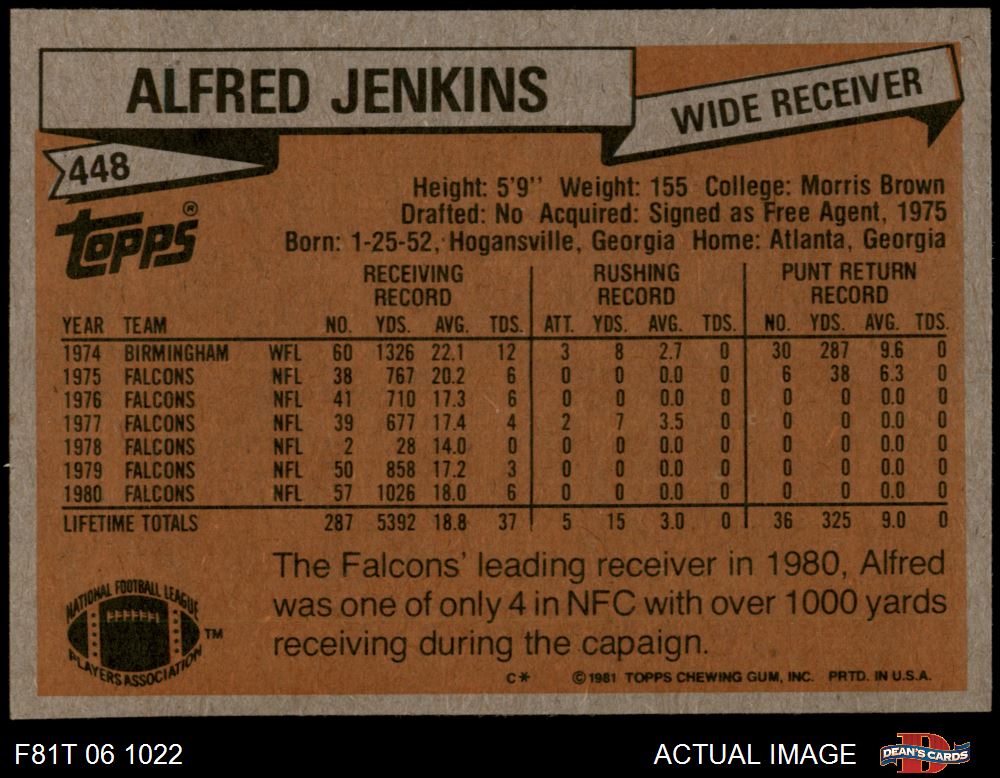 ALFRED JENKINS
WIDE RECEIVER
448
Topps®
Height: 5'9" Weight: 155 College: Morris Brown
Drafted: No Acquired: Signed as Free Agent, 1975
Born: 1-25-52, Hogansville, Georgia Home: Atlanta, Georgia
RECEIVING RECORD RUSHING RECORD PUNT RETURN RECORD
YEAR TEAM NO. YDS. AVG. TDS. ATT. YDS. AVG. TDS. NO. YDS. AVG. TDS.
1974 BIRMINGHAM WFL 60 1326 22.1 12 3 8 2.7 0 30 287 9.6 0
1975 FALCONS NFL 38 767 20.2 6 0 0 0.0 0 6 38 6.3 0
1976 FALCONS NFL 41 710 17.3 6 0 0 0.0 0 0 0 0.0 0
1977 FALCONS NFL 39 677 17.4 4 2 7 3.5 0 0 0 0.0 0
1978 FALCONS NFL 2 28 14.0 0 0 0 0.0 0 0 0 0.0 0
1979 FALCONS NFL 50 858 17.2 3 0 0 0.0 0 0 0 0.0 0
1980 FALCONS NFL 57 1026 18.0 6 0 0 0.0 0 0 0 0.0 0
LIFETIME TOTALS 287 5392 18.8 37 5 15 3.0 0 36 325 9.0 0
The Falcons' leading receiver in 1980, Alfred
was one of only 4 in NFC with over 1000 yards
receiving during the capaign.
NATIONAL FOOTBALL LEAGUE
PLAYERS ASSOCIATION ™
C* © 1981 TOPPS CHEWING GUM, INC. PRTD. IN U.S.A.
F81T 06 1022
ACTUAL IMAGE
DEAN'S CARDS